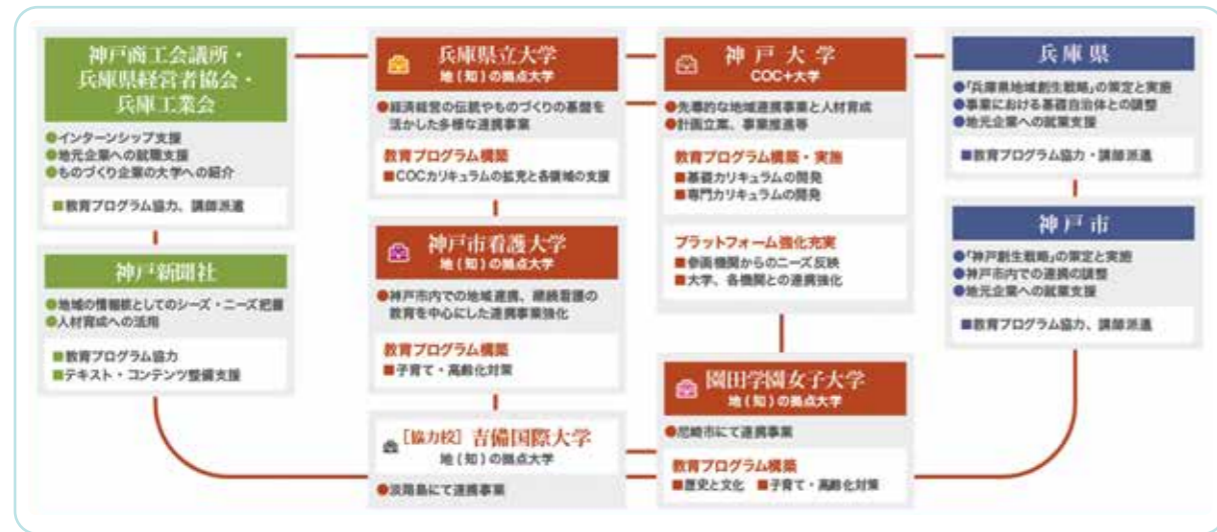 神戸商工会議所・
兵庫県経営者協会・
兵庫工業会
●インターンシップ支援
●地元企業への就職支援
●ものづくり企業の大学への紹介
■教育プログラム協力、講師派遣
神戸新聞社
●地域の情報核としてのシーズ・ニーズ把握
●人材育成への活用
■教育プログラム協力
■テキスト・コンテンツ整備支援
兵庫県立大学
地(知)の拠点大学
●経済経営の伝統やものづくりの基盤を
活かした多様な連携事業
教育プログラム構築
■COCカリキュラムの拡充と各領域の支援
神戸市看護大学
地(知)の拠点大学
●神戸市内での地域連携、継続看護の
教育を中心にした連携事業強化
教育プログラム構築
■子育て・高齢化対策
［協力校］吉備国際大学
地(知)の拠点大学
●淡路島にて連携事業
神戸大学
COC+大学
●先導的な地域連携事業と人材育成
●計画立案、事業推進等
教育プログラム構築・実施
■基礎カリキュラムの開発
■専門カリキュラムの開発
プラットフォーム強化充実
■参画機関からのニーズ反映
■大学、各機関との連携強化
園田学園女子大学
地(知)の拠点大学
●尼崎市にて連携事業
教育プログラム構築
■歴史と文化 ■子育て・高齢化対策
兵庫県
●「兵庫県地域創生戦略」の策定と実施
●事業における基礎自治体との調整
●地元企業への就業支援
■教育プログラム協力・講師派遣
神戸市
●「神戸創生戦略」の策定と実施
●神戸市内での連携の調整
●地元企業への就業支援
■教育プログラム協力、講師派遣